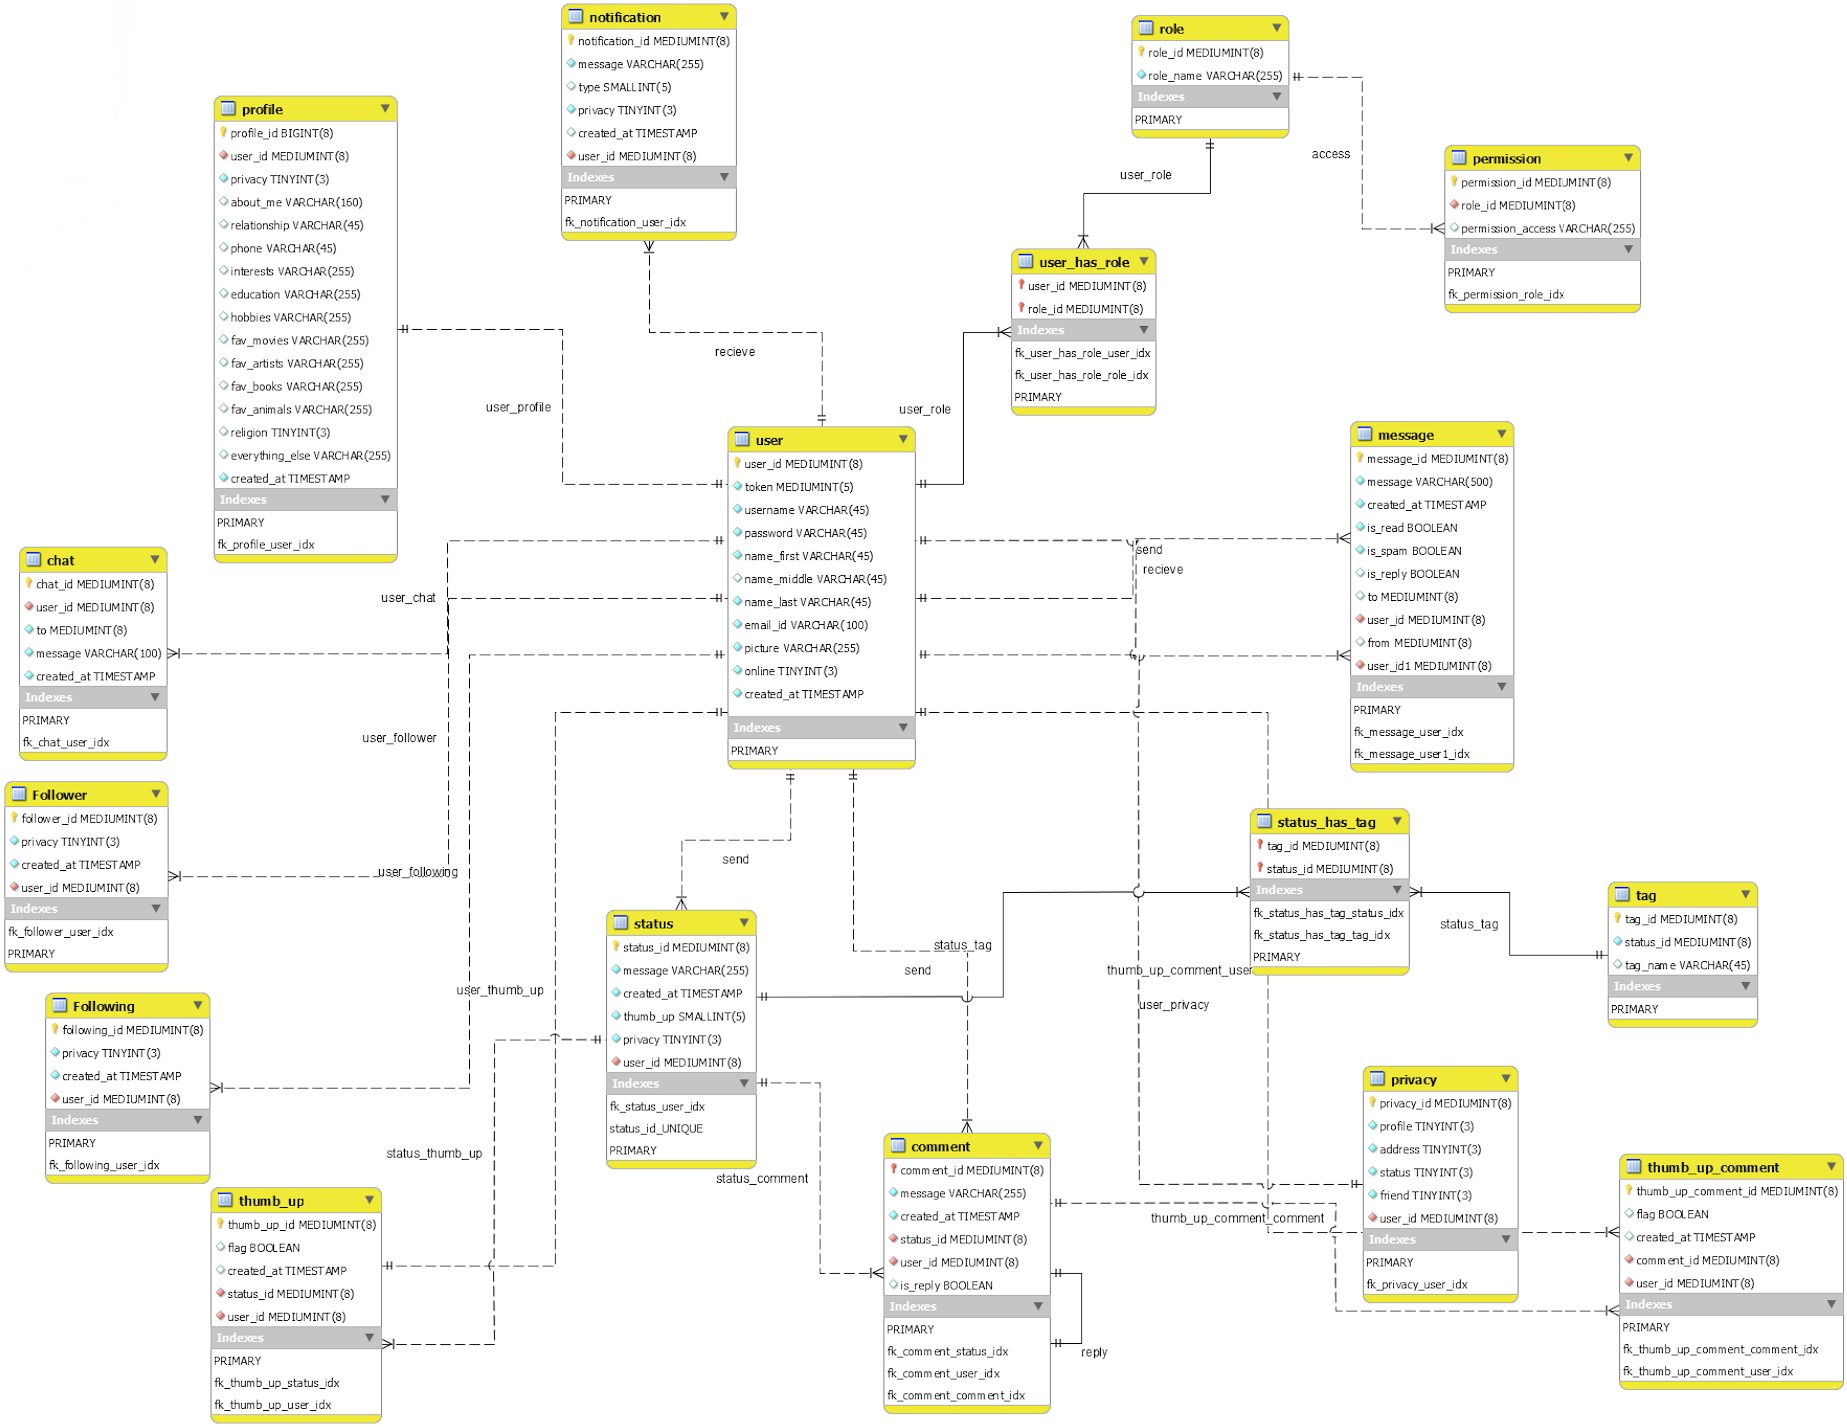 notification
notification_id MEDIUMINT(8)
message VARCHAR(255)
type SMALLINT(5)
privacy TINYINT(3)
created_at TIMESTAMP
user_id MEDIUMINT(8)
Indexes
PRIMARY
fk_notification_user_idx
role
role_id MEDIUMINT(8)
role_name VARCHAR(255)
Indexes
PRIMARY
profile
profile_id BIGINT(8)
user_id MEDIUMINT(8)
privacy TINYINT(3)
about_me VARCHAR(160)
relationship VARCHAR(45)
phone VARCHAR(45)
interests VARCHAR(255)
education VARCHAR(255)
hobbies VARCHAR(255)
fav_movies VARCHAR(255)
fav_artists VARCHAR(255)
fav_books VARCHAR(255)
fav_animals VARCHAR(255)
religion TINYINT(3)
everything_else VARCHAR(255)
created_at TIMESTAMP
Indexes
PRIMARY
fk_profile_user_idx
access
user_role
permission
permission_id MEDIUMINT(8)
role_id MEDIUMINT(8)
permission_access VARCHAR(255)
Indexes
PRIMARY
fk_permission_role_idx
user_has_role
user_id MEDIUMINT(8)
role_id MEDIUMINT(8)
Indexes
fk_user_has_role_user_idx
fk_user_has_role_role_idx
PRIMARY
recieve
user_profile
user_role
user
user_id MEDIUMINT(8)
token MEDIUMINT(5)
username VARCHAR(45)
password VARCHAR(45)
name_first VARCHAR(45)
name_middle VARCHAR(45)
name_last VARCHAR(45)
email_id VARCHAR(100)
picture VARCHAR(255)
online TINYINT(3)
created_at TIMESTAMP
Indexes
PRIMARY
message
message_id MEDIUMINT(8)
message VARCHAR(500)
created_at TIMESTAMP
is_read BOOLEAN
is_spam BOOLEAN
is_reply BOOLEAN
to MEDIUMINT(8)
user_id MEDIUMINT(8)
from MEDIUMINT(8)
user_id1 MEDIUMINT(8)
Indexes
PRIMARY
fk_message_user_idx
fk_message_user1_idx
send
recieve
chat
chat_id MEDIUMINT(8)
user_id MEDIUMINT(8)
to MEDIUMINT(8)
message VARCHAR(100)
created_at TIMESTAMP
Indexes
PRIMARY
fk_chat_user_idx
user_chat
user_follower
Follower
follower_id MEDIUMINT(8)
privacy TINYINT(3)
created_at TIMESTAMP
user_id MEDIUMINT(8)
Indexes
fk_follower_user_idx
PRIMARY
user_following
send
status_has_tag
tag_id MEDIUMINT(8)
status_id MEDIUMINT(8)
Indexes
fk_status_has_tag_status_idx
fk_status_has_tag_tag_idx
PRIMARY
tag
tag_id MEDIUMINT(8)
status_id MEDIUMINT(8)
tag_name VARCHAR(45)
Indexes
PRIMARY
status_tag
status
status_id MEDIUMINT(8)
message VARCHAR(255)
created_at TIMESTAMP
thumb_up SMALLINT(5)
privacy TINYINT(3)
user_id MEDIUMINT(8)
Indexes
fk_status_user_idx
status_id_UNIQUE
PRIMARY
status_tag
send
thumb_up_comment_user
user_privacy
user_thumb_up
Following
following_id MEDIUMINT(8)
privacy TINYINT(3)
created_at TIMESTAMP
user_id MEDIUMINT(8)
Indexes
PRIMARY
fk_following_user_idx
status_thumb_up
status_comment
thumb_up
thumb_up_id MEDIUMINT(8)
flag BOOLEAN
created_at TIMESTAMP
status_id MEDIUMINT(8)
user_id MEDIUMINT(8)
Indexes
PRIMARY
fk_thumb_up_status_idx
fk_thumb_up_user_idx
comment
comment_id MEDIUMINT(8)
message VARCHAR(255)
created_at TIMESTAMP
status_id MEDIUMINT(8)
user_id MEDIUMINT(8)
is_reply BOOLEAN
Indexes
PRIMARY
fk_comment_status_idx
fk_comment_user_idx
fk_comment_comment_idx
reply
thumb_up_comment_comment
privacy
privacy_id MEDIUMINT(8)
profile TINYINT(3)
address TINYINT(3)
status TINYINT(3)
friend TINYINT(3)
user_id MEDIUMINT(8)
Indexes
PRIMARY
fk_privacy_user_idx
thumb_up_comment
thumb_up_comment_id MEDIUMINT(8)
flag BOOLEAN
created_at TIMESTAMP
comment_id MEDIUMINT(8)
user_id MEDIUMINT(8)
Indexes
PRIMARY
fk_thumb_up_comment_comment_idx
fk_thumb_up_comment_user_idx